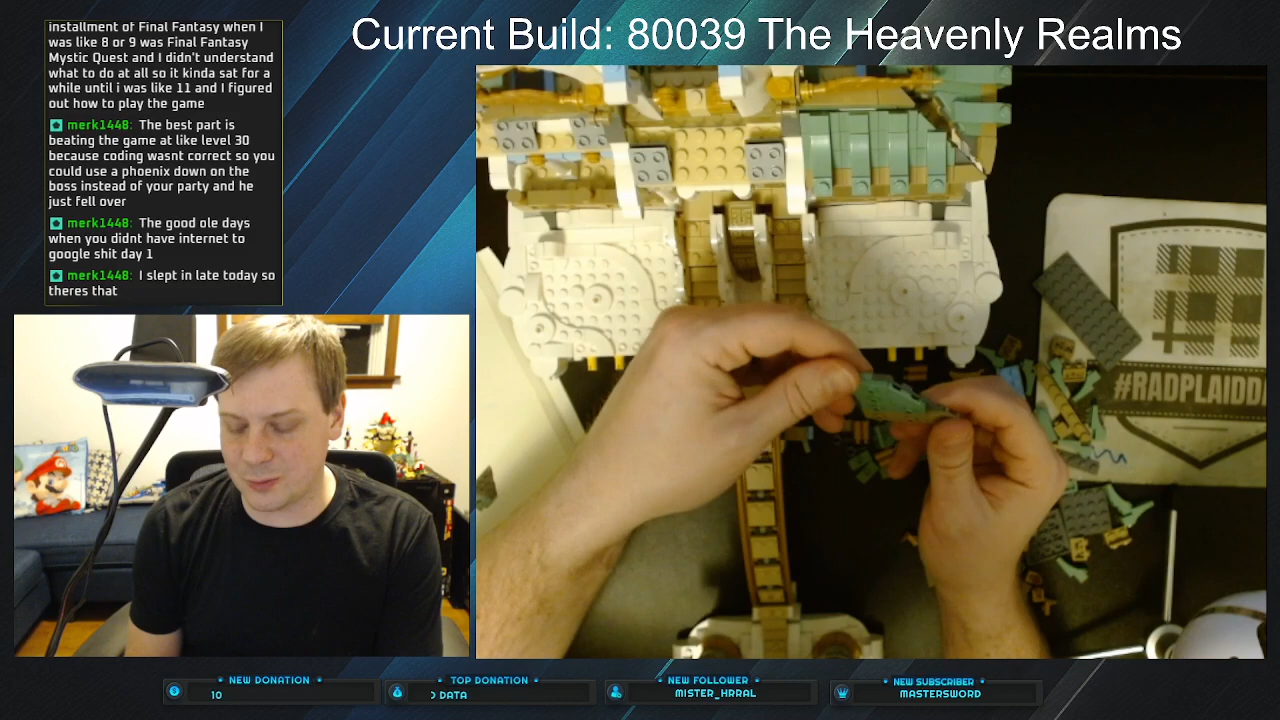 Current Build: 80039 The Heavenly Realms
installment of Final Fantasy when I
was like 8 or 9 was Final Fantasy
Mystic Quest and I didn't understand
what to do at all so it kinda sat for a
while until i was like 11 and I figured
out how to play the game
merk1448: The best part is
beating the game at like level 30
because coding wasnt correct so you
could use a phoenix down on the
boss instead of your party and he
just fell over
merk1448: The good ole days
when you didnt have internet to
google shit day 1
merk1448: I slept in late today so
theres that
#RADPLAIDD
NEW DONATION
10
TOP DONATION
DATA
NEW FOLLOWER
MISTER_HRRAL
NEW SUBSCRIBER
MASTERSWORD